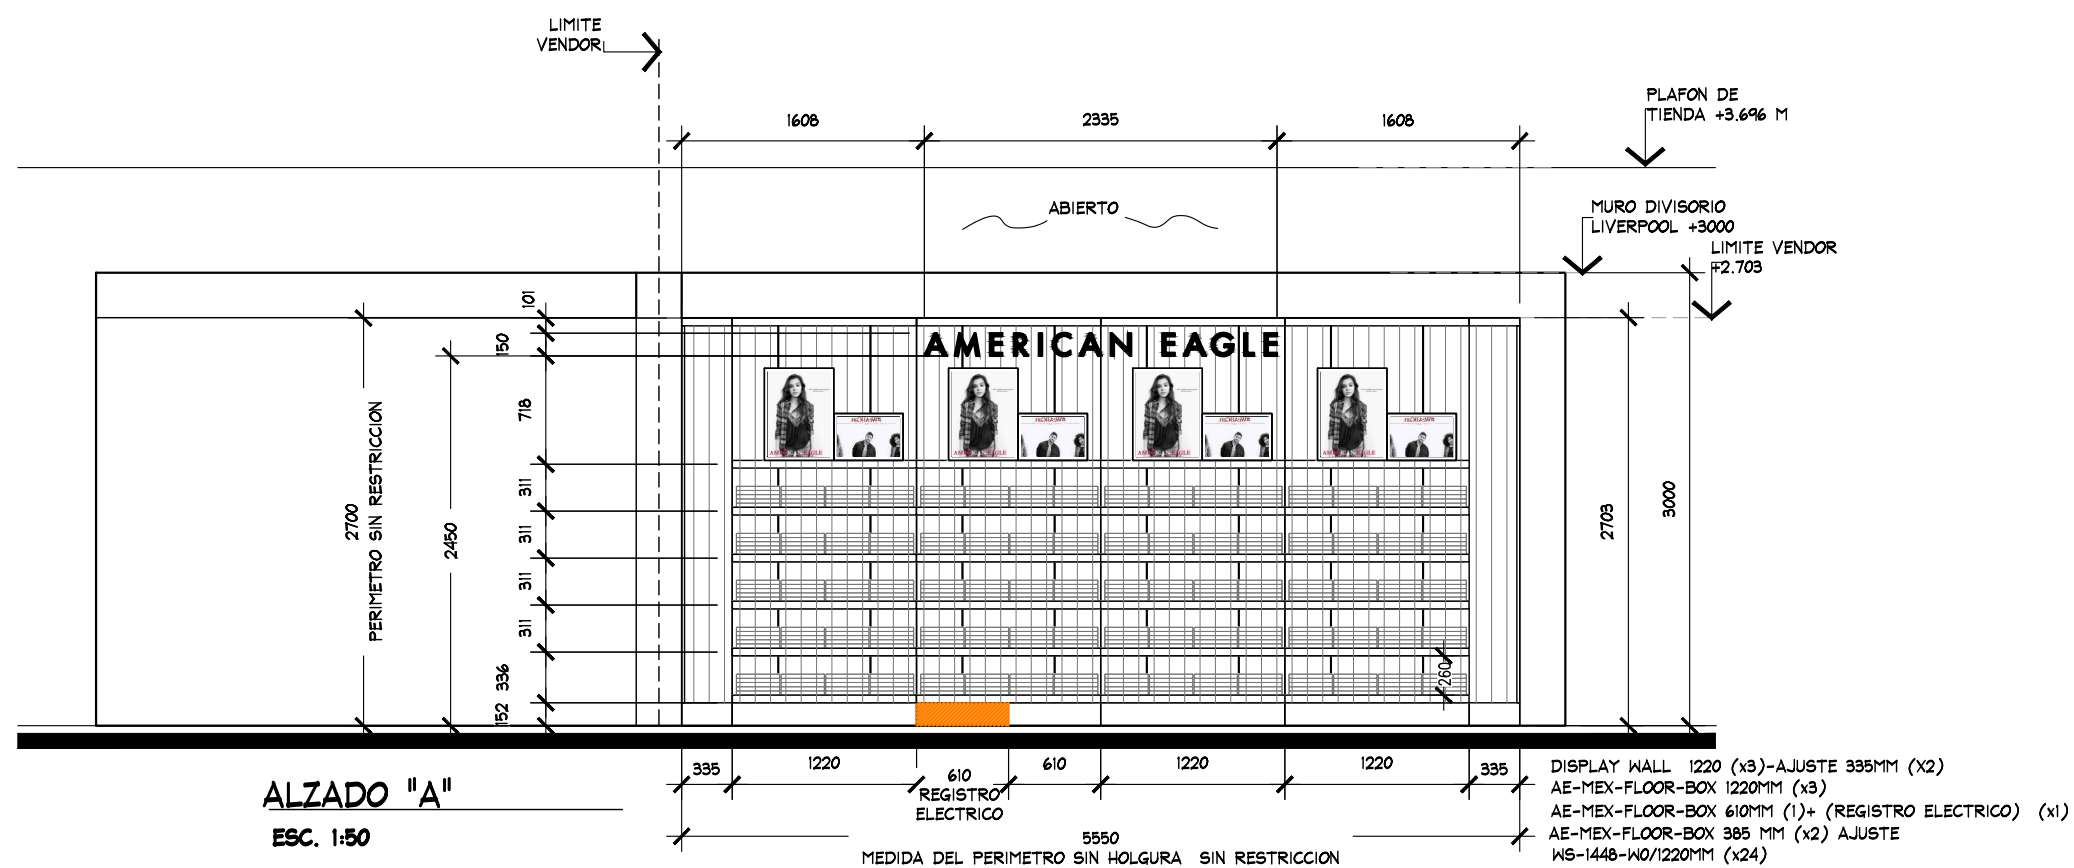 LIMITE
VENDOR
PLAFON DE
TIENDA +3.696 M
1608
2335
1608
ABIERTO
MURO DIVISORIO
LIVERPOOL +3000
LIMITE VENDOR
+2.703
101
150
718
311
311
311
311
336
152
2700
PERIMETRO SIN RESTRICCION
2450
AMERICAN EAGLE
260
2703
3000
335
1220
610
REGISTRO
ELECTRICO
610
1220
1220
335
5550
MEDIDA DEL PERIMETRO SIN HOLGURA SIN RESTRICCION
ALZADO "A"
ESC. 1:50
DISPLAY WALL 1220 (x3)-AJUSTE 335MM (X2)
AE-MEX-FLOOR-BOX 1220MM (x3)
AE-MEX-FLOOR-BOX 610MM (1)+ (REGISTRO ELECTRICO) (x1)
AE-MEX-FLOOR-BOX 385 MM (x2) AJUSTE
WS-1448-WO/1220MM (x24)